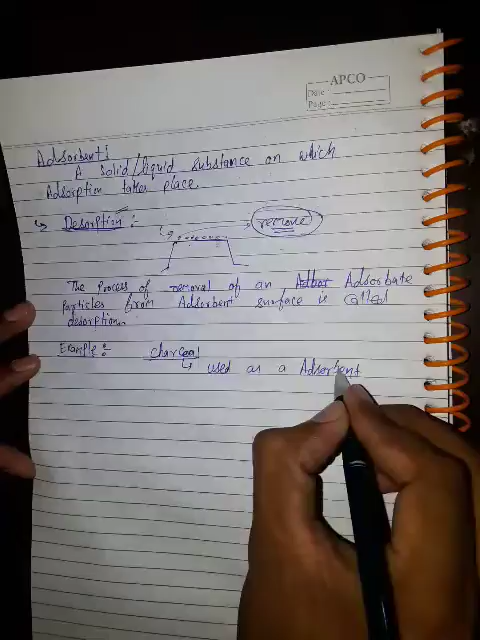 APCO
Date :
Page :
Adsorbent:
A solid/liquid substance on which
Adsorption takes place
↳ Desorption :
remove
The process of removal of an Adsorbate
particles from Adsorbent surface is called
desorption.
Example :
charcoal
↳ used as a Adsorbent